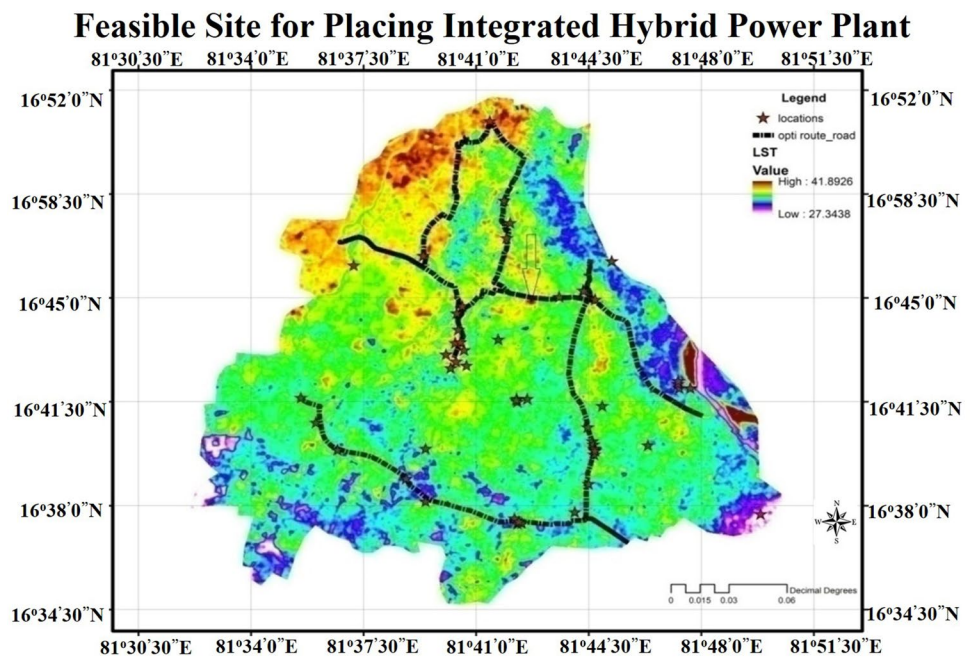 Feasible Site for Placing Integrated Hybrid Power Plant
81°30'30"E 81°34'0"E 81°37'30"E 81°41'0"E 81°44'30"E 81°48'0"E 81°51'30"E
16°52'0"N 16°52'0"N
Legend
locations
opti route_road
LST
Value
High : 41.8926
Low : 27.3438
16°58'30"N 16°58'30"N
16°45'0"N 16°45'0"N
16°41'30"N 16°41'30"N
16°38'0"N 16°38'0"N
N
W E
S
Decimal Degrees
0 0.015 0.03 0.06
16°34'30"N 16°34'30"N
81°30'30"E 81°34'0"E 81°37'30"E 81°41'0"E 81°44'30"E 81°48'0"E 81°51'30"E